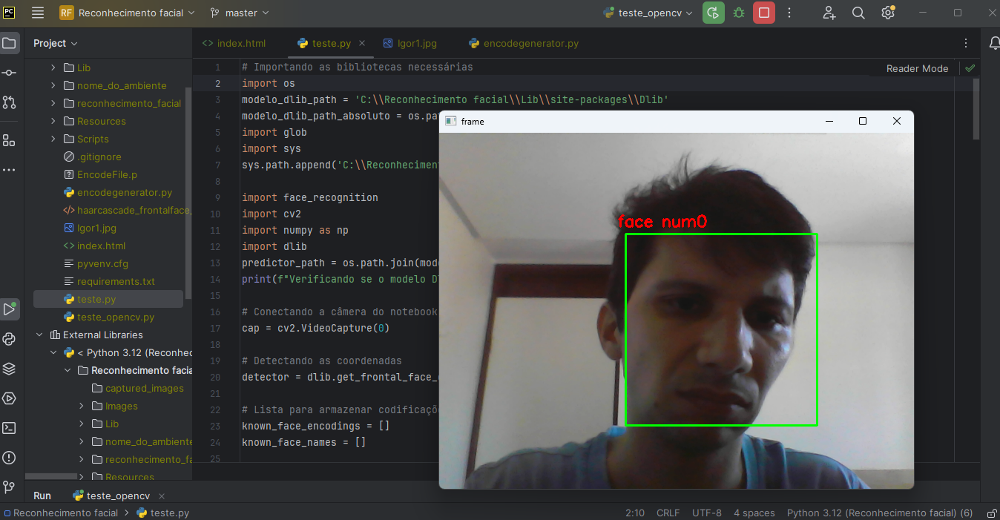 PC
RF Reconhecimento facial
master
teste_opencv
Project
index.html
teste.py
Igor1.jpg
encodegenerator.py
Reader Mode
Lib
nome_do_ambiente
reconhecimento_facial
Resources
Scripts
.gitignore
EncodeFile.p
encodegenerator.py
haarcascade_frontalface_
Igor1.jpg
index.html
pyvenv.cfg
requirements.txt
teste.py
teste_opencv.py
External Libraries
< Python 3.12 (Reconhec
Reconhecimento facia
captured_images
Images
Lib
nome_do_ambiente
reconhecimento_fa
Resources
1 # Importando as bibliotecas necessárias
2 import os
3 modelo_dlib_path = 'C:\\Reconhecimento facial\\Lib\\site-packages\\Dlib'
4 modelo_dlib_path_absoluto = os.pa
5 import glob
6 import sys
7 sys.path.append('C:\\Reconhecimen
8
9 import face_recognition
10 import cv2
11 import numpy as np
12 import dlib
13 predictor_path = os.path.join(mod
14 print(f"Verificando se o modelo D
15
16 # Conectando a câmera do notebook
17 cap = cv2.VideoCapture(0)
18
19 # Detectando as coordenadas
20 detector = dlib.get_frontal_face_
21
22 # Lista para armazenar codificaçõ
23 known_face_encodings = []
24 known_face_names = []
25
frame
face num0
Run
teste_opencv
Reconhecimento facial > teste.py
2:10 CRLF UTF-8 4 spaces Python 3.12 (Reconhecimento facial) (6)